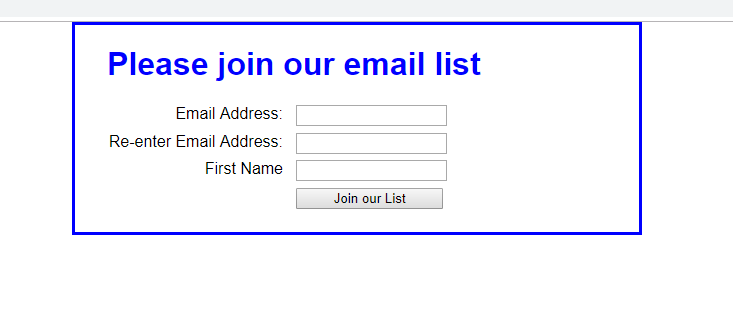 Please join our email list
Email Address:
Re-enter Email Address:
First Name
Join our List